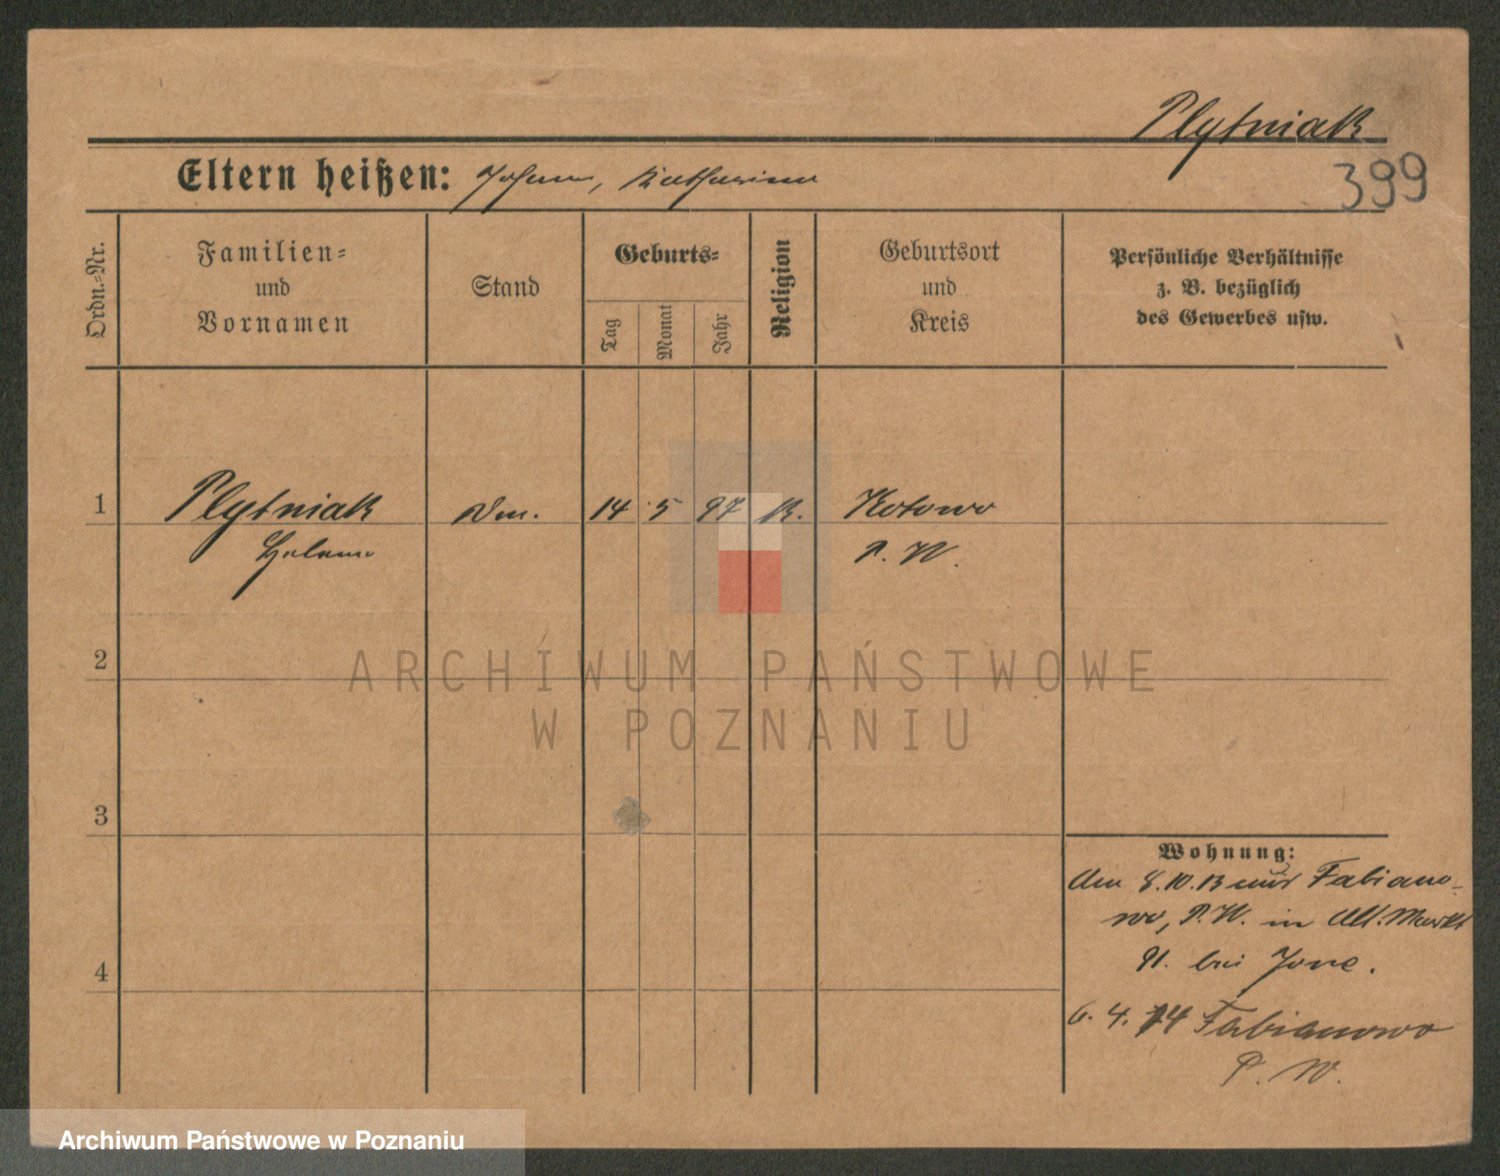 Plytniak
399
Eltern heißen: Johann, Katharina
Ordn.-Nr.
Familien-
und
Vornamen
Stand
Geburts-
Tag
Monat
Jahr
Religion
Geburtsort
und
Kreis
Persönliche Verhältnisse
z. B. bezüglich
des Gewerbes usw.
1 Plytniak 14 5 97 K. Kotowo
Helena P. W.
2
ARCHIWUM PAŃSTWOWE
W POZNANIU
3
Wohnung:
8.10.13 aus Fabiano-
wo, P. W. in Alt. Markt
91. bei
4
6. 4. 14 Fabianowo
P. W.
Archiwum Państwowe w Poznaniu